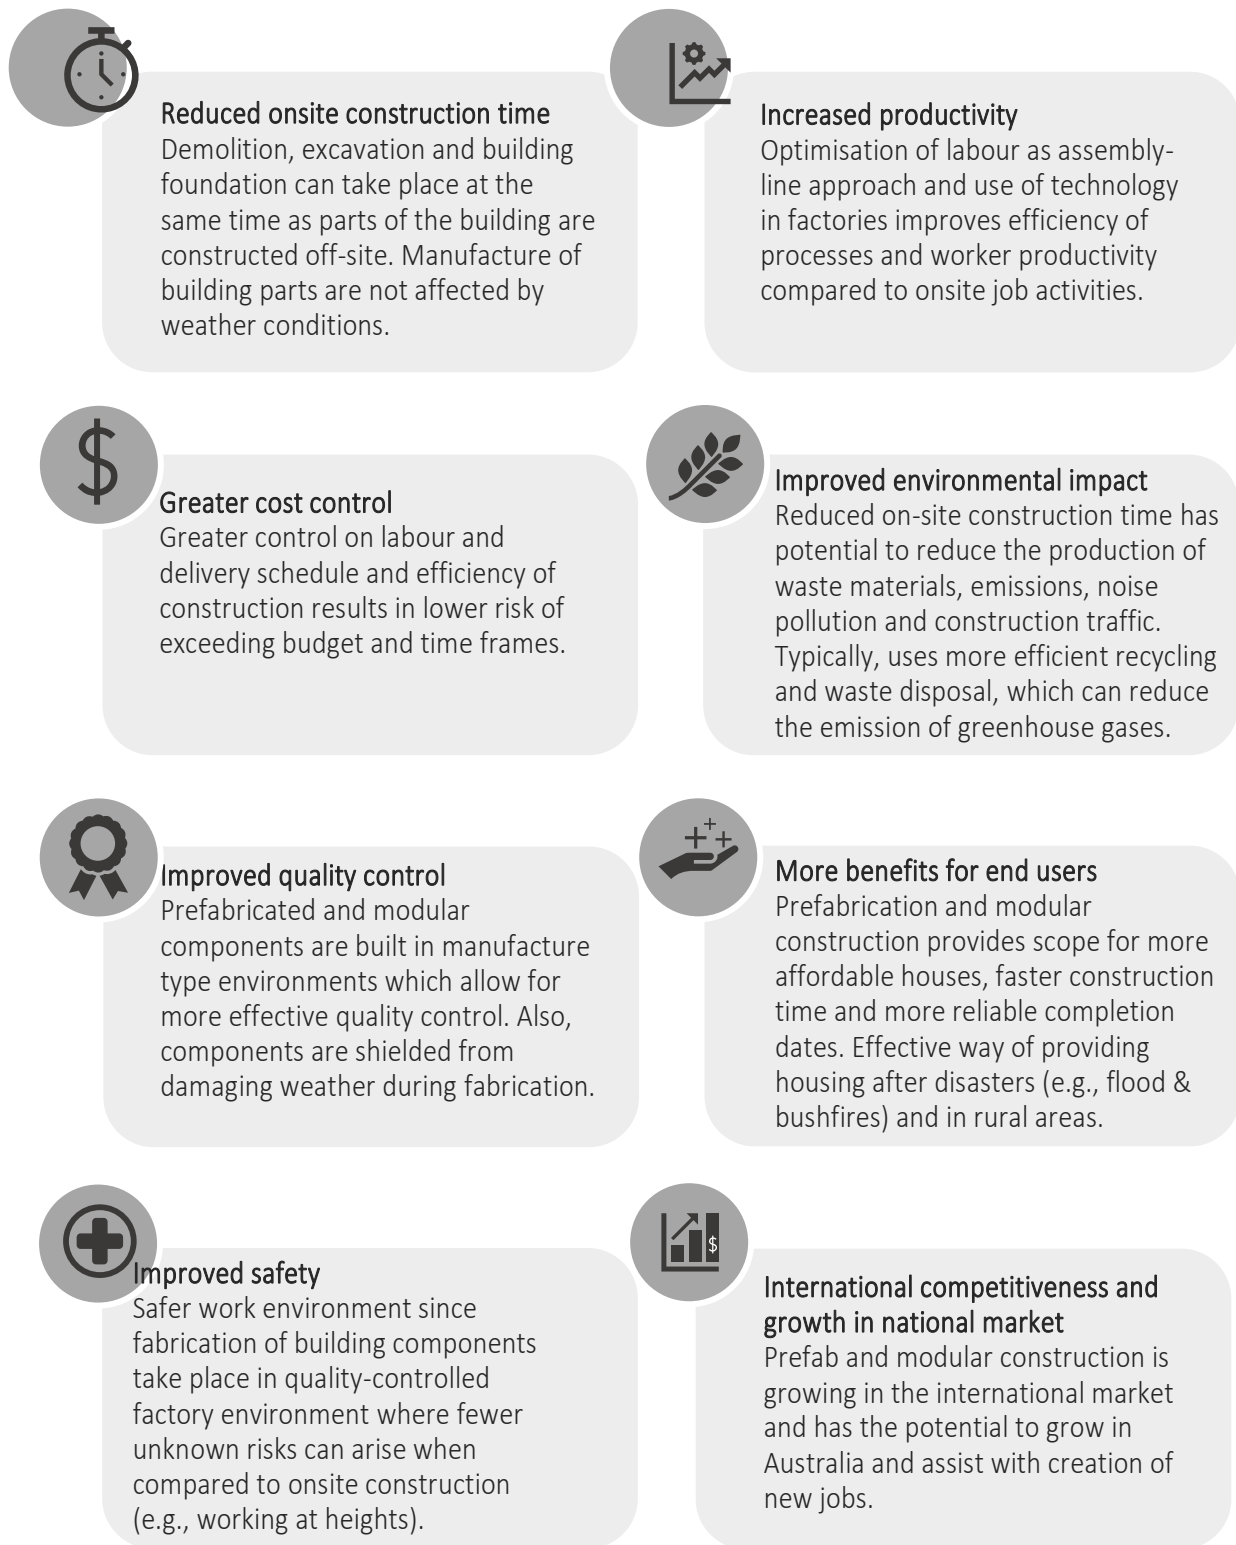 Reduced onsite construction time
Demolition, excavation and building
foundation can take place at the
same time as parts of the building are
constructed off-site. Manufacture of
building parts are not affected by
weather conditions.
Increased productivity
Optimisation of labour as assembly-
line approach and use of technology
in factories improves efficiency of
processes and worker productivity
compared to onsite job activities.
$
Greater cost control
Greater control on labour and
delivery schedule and efficiency of
construction results in lower risk of
exceeding budget and time frames.
Improved environmental impact
Reduced on-site construction time has
potential to reduce the production of
waste materials, emissions, noise
pollution and construction traffic.
Typically, uses more efficient recycling
and waste disposal, which can reduce
the emission of greenhouse gases.
Improved quality control
Prefabricated and modular
components are built in manufacture
type environments which allow for
more effective quality control. Also,
components are shielded from
damaging weather during fabrication.
More benefits for end users
Prefabrication and modular
construction provides scope for more
affordable houses, faster construction
time and more reliable completion
dates. Effective way of providing
housing after disasters (e.g., flood &
bushfires) and in rural areas.
Improved safety
Safer work environment since
fabrication of building components
take place in quality-controlled
factory environment where fewer
unknown risks can arise when
compared to onsite construction
(e.g., working at heights).
$
International competitiveness and
growth in national market
Prefab and modular construction is
growing in the international market
and has the potential to grow in
Australia and assist with creation of
new jobs.